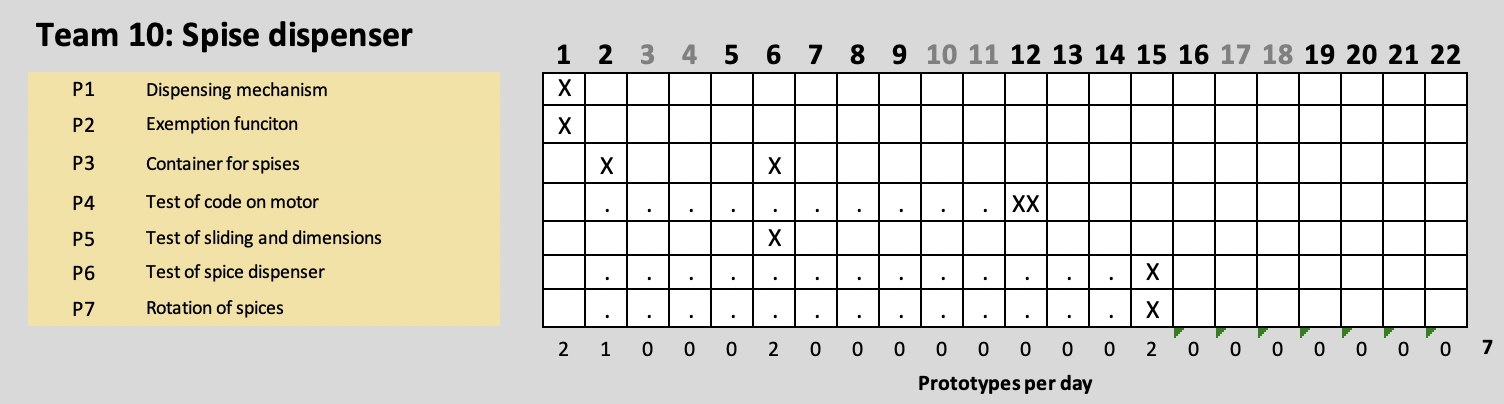 Team 10: Spise dispenser
1 2 3 4 5 6 7 8 9 10 11 12 13 14 15 16 17 18 19 20 21 22
P1 Dispensing mechanism X
P2 Exemption funciton X
P3 Container for spises X X
P4 Test of code on motor . . . . . . . . . . XX
P5 Test of sliding and dimensions X
P6 Test of spice dispenser . . . . . . . . . . . . . X
P7 Rotation of spices . . . . . . . . . . . . . X
2 1 0 0 0 2 0 0 0 0 0 0 0 0 2 0 0 0 0 0 0 0 7
Prototypes per day